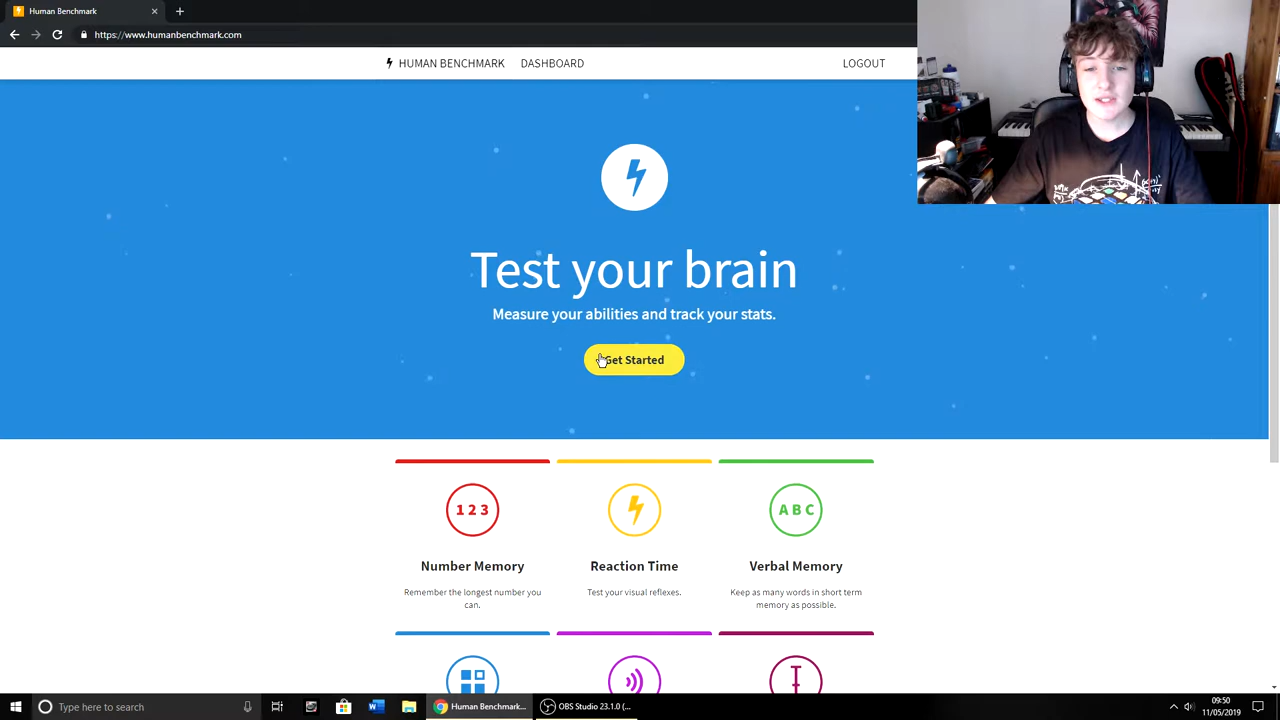 Human Benchmark
https://www.humanbenchmark.com
HUMAN BENCHMARK DASHBOARD LOGOUT
Test your brain
Measure your abilities and track your stats.
Get Started
1 2 3
A B C
Number Memory
Reaction Time
Verbal Memory
Remember the longest number you
can.
Test your visual reflexes.
Keep as many words in short term
memory as possible.
Type here to search
Human Benchmark...
OBS Studio 23.1.0 (...
09:50
11/05/2019